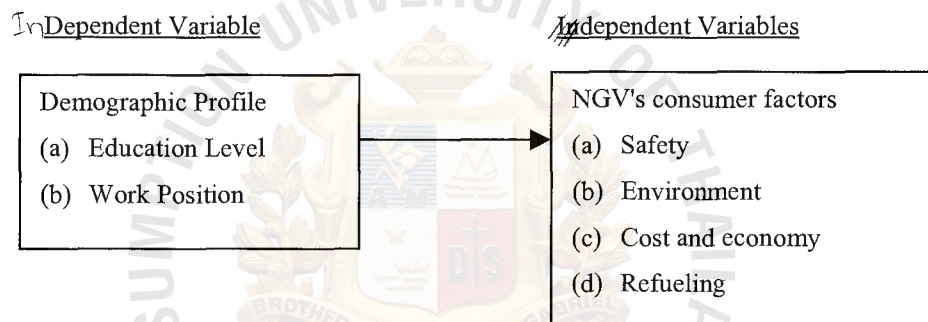 InDependent Variable
Independent Variables
Demographic Profile
(a) Education Level
(b) Work Position
NGV's consumer factors
(a) Safety
(b) Environment
(c) Cost and economy
(d) Refueling